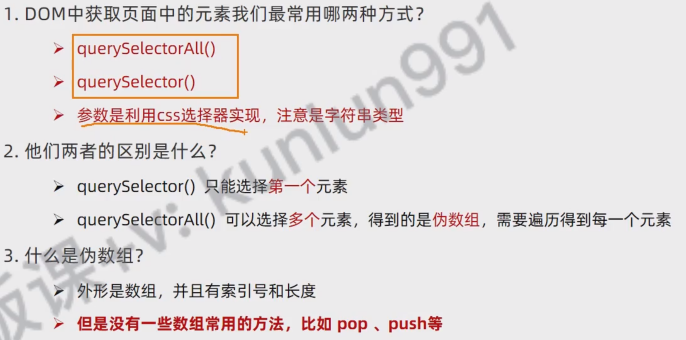 1. DOM中获取页面中的元素我们最常用哪两种方式？
querySelectorAll()
querySelector()
参数是利用css选择器实现，注意是字符串类型
2. 他们两者的区别是什么？
querySelector() 只能选择第一个元素
querySelectorAll() 可以选择多个元素，得到的是伪数组，需要遍历得到每一个元素
3. 什么是伪数组？
外形是数组，并且有索引号和长度
但是没有一些数组常用的方法，比如 pop 、push等
课+v: kunlun991